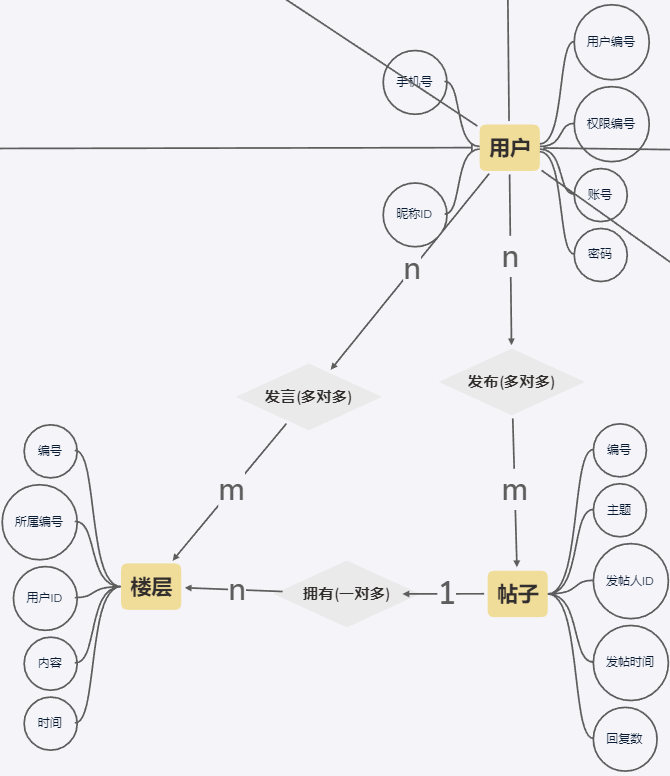 用户编号
手机号
权限编号
用户
账号
昵称ID
密码
n
n
发言(多对多)
发布(多对多)
编号
编号
m
m
主题
所属编号
发帖人ID
楼层
n
拥有(一对多)
1
帖子
用户ID
内容
发帖时间
时间
回复数